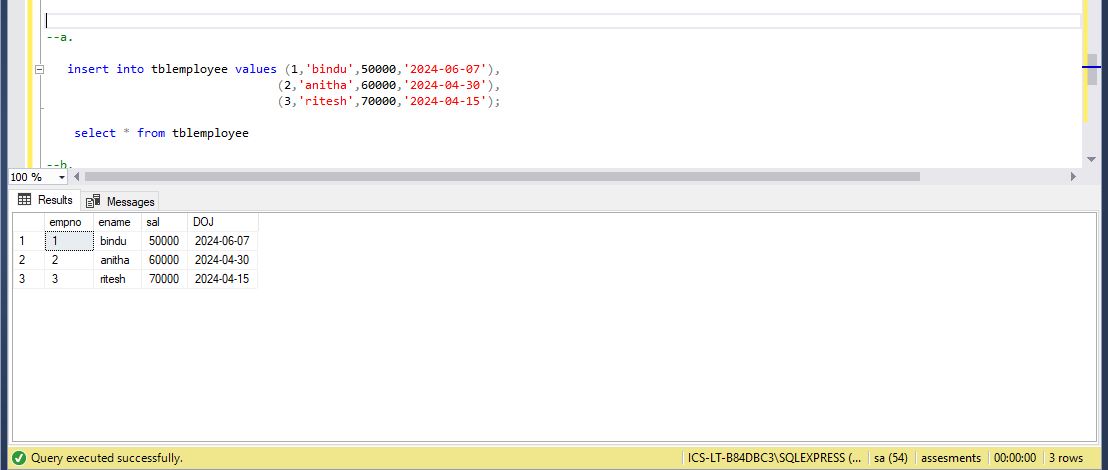 --a.
insert into tblemployee values (1,'bindu',50000,'2024-06-07'),
(2,'anitha',60000,'2024-04-30'),
(3,'ritesh',70000,'2024-04-15');
select * from tblemployee
--b.
100 %
Results Messages
empno ename sal DOJ
1 1 bindu 50000 2024-06-07
2 2 anitha 60000 2024-04-30
3 3 ritesh 70000 2024-04-15
Query executed successfully. ICS-LT-B84DBC3\SQLEXPRESS (... sa (54) assesments 00:00:00 3 rows